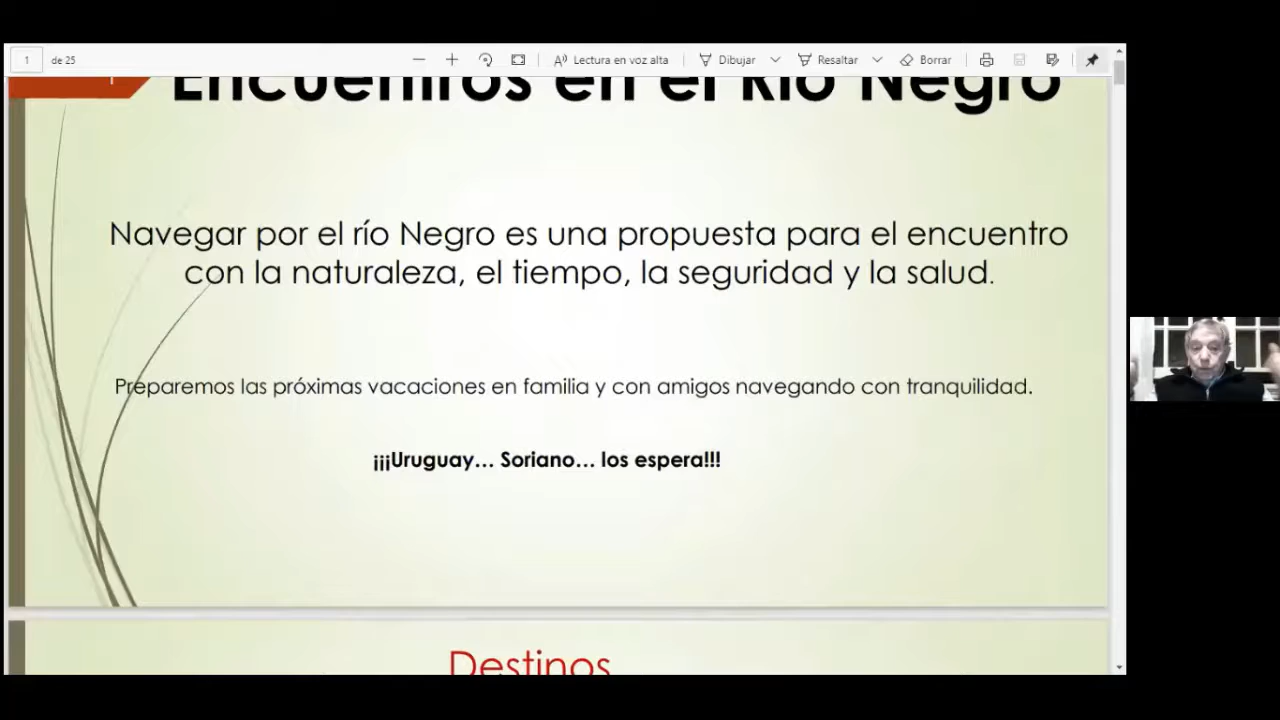 1 de 25 Lectura en voz alta Dibujar Resaltar Borrar
Encuentros en el Río Negro
Navegar por el río Negro es una propuesta para el encuentro
con la naturaleza, el tiempo, la seguridad y la salud.
Preparemos las próximas vacaciones en familia y con amigos navegando con tranquilidad.
¡¡¡Uruguay... Soriano... los espera!!!
Destinos